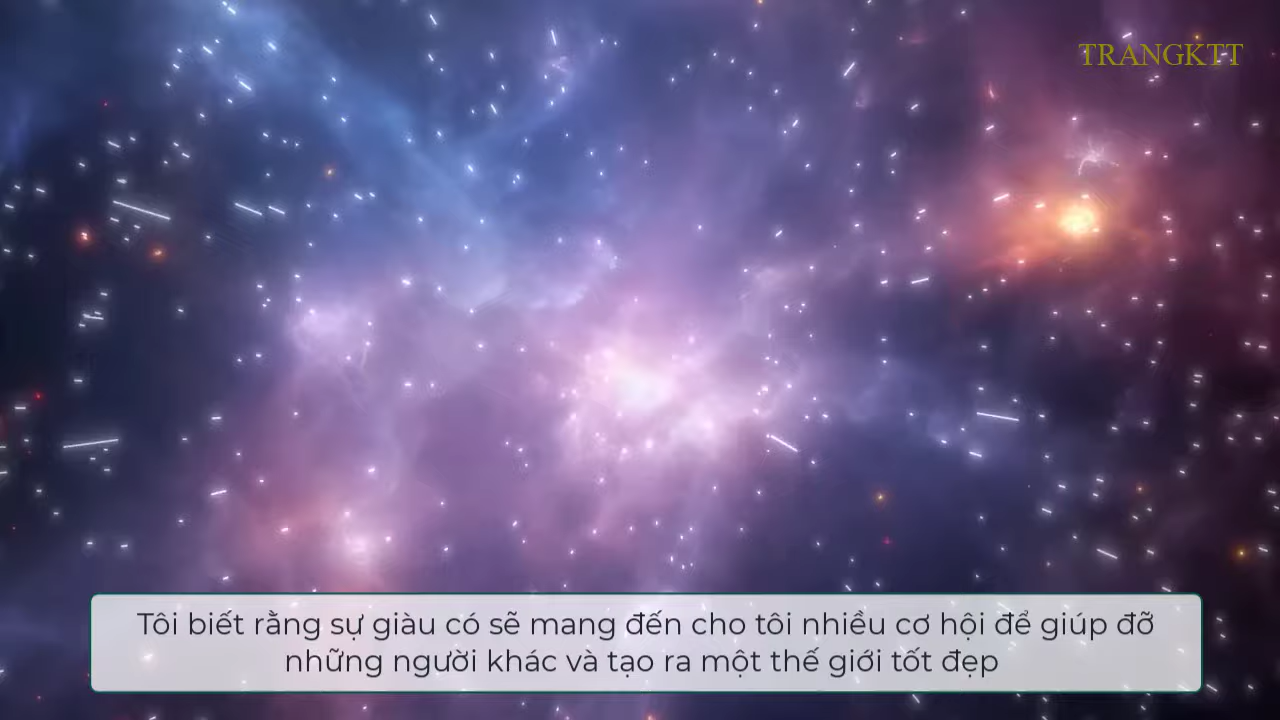 TRANGKTT
Tôi biết rằng sự giàu có sẽ mang đến cho tôi nhiều cơ hội để giúp đỡ
những người khác và tạo ra một thế giới tốt đẹp